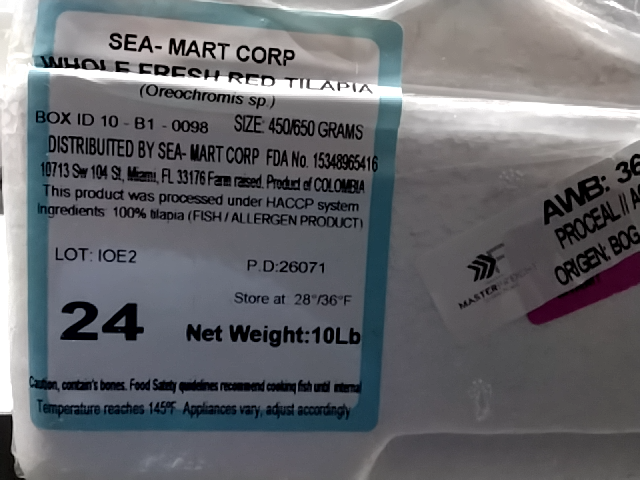 SEA- MART CORP
WHOLE FRESH RED TILAPIA
(Oreochromis sp.)
BOX ID 10 - B1 - 0098 SIZE: 450/650 GRAMS
DISTRIBUITED BY SEA- MART CORP FDA No. 15348965416
10713 Sw 104 St, Miami, FL 33176 Farm raised. Product of COLOMBIA
This product was processed under HACCP system
Ingredients: 100% tilapia (FISH / ALLERGEN PRODUCT)
LOT: IOE2 P.D:26071
Store at 28°/36°F
24 Net Weight:10Lb
Caution, contain's bones. Food Safety guidelines recommend cooking fish until internal
Temperature reaches 145ºF Appliances vary, adjust accordingly
AWB: 36
PROCEAL // A
ORIGEN: BOG